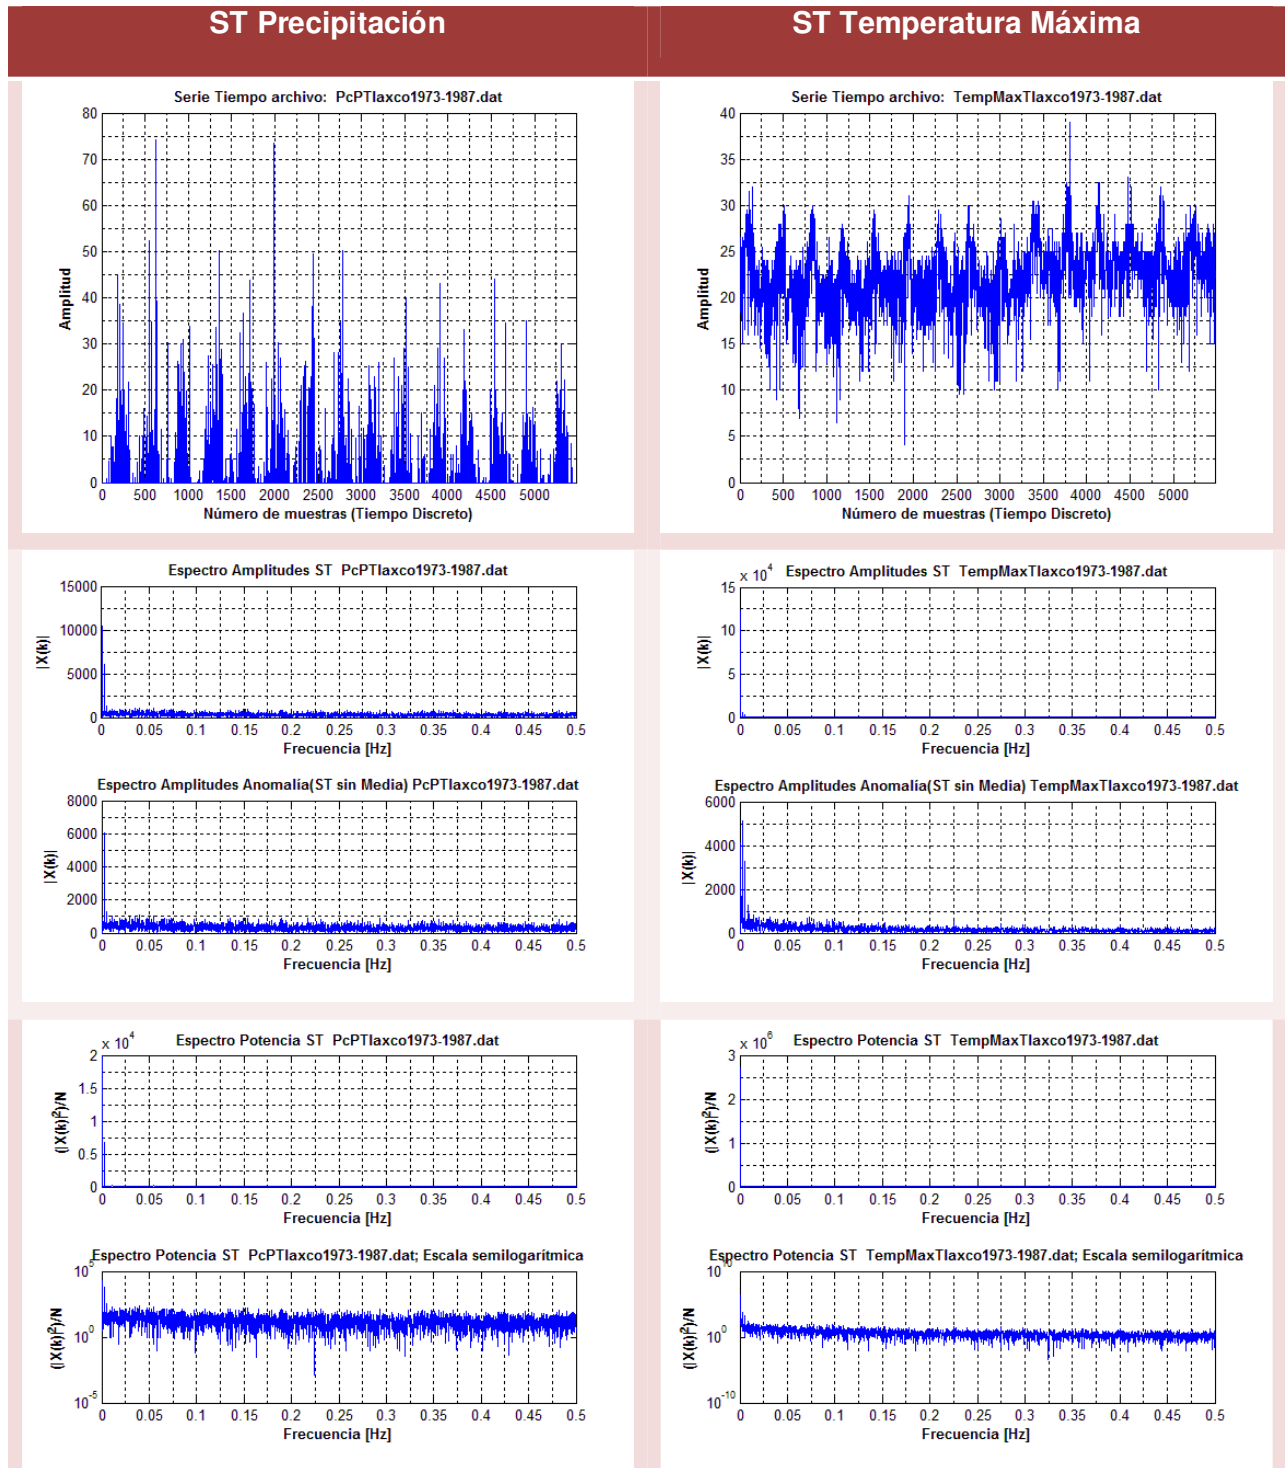 ST Precipitación
ST Temperatura Máxima
Serie Tiempo archivo: PcPTlaxco1973-1987.dat
80
70
60
50
40
30
20
10
0
Amplitud
0 500 1000 1500 2000 2500 3000 3500 4000 4500 5000
Número de muestras (Tiempo Discreto)
Serie Tiempo archivo: TempMaxTlaxco1973-1987.dat
40
35
30
25
20
15
10
5
0
Amplitud
0 500 1000 1500 2000 2500 3000 3500 4000 4500 5000
Número de muestras (Tiempo Discreto)
Espectro Amplitudes ST PcPTlaxco1973-1987.dat
15000
10000
5000
0
|X(k)|
0 0.05 0.1 0.15 0.2 0.25 0.3 0.35 0.4 0.45 0.5
Frecuencia [Hz]
Espectro Amplitudes Anomalía(ST sin Media) PcPTlaxco1973-1987.dat
8000
6000
4000
2000
0
|X(k)|
0 0.05 0.1 0.15 0.2 0.25 0.3 0.35 0.4 0.45 0.5
Frecuencia [Hz]
x 10^4 Espectro Amplitudes ST TempMaxTlaxco1973-1987.dat
15
10
5
0
|X(k)|
0 0.05 0.1 0.15 0.2 0.25 0.3 0.35 0.4 0.45 0.5
Frecuencia [Hz]
Espectro Amplitudes Anomalía(ST sin Media) TempMaxTlaxco1973-1987.dat
6000
4000
2000
0
|X(k)|
0 0.05 0.1 0.15 0.2 0.25 0.3 0.35 0.4 0.45 0.5
Frecuencia [Hz]
x 10^4 Espectro Potencia ST PcPTlaxco1973-1987.dat
2
1.5
1
0.5
0
(|X(k)|^2)/N
0 0.05 0.1 0.15 0.2 0.25 0.3 0.35 0.4 0.45 0.5
Frecuencia [Hz]
Espectro Potencia ST PcPTlaxco1973-1987.dat; Escala semilogarítmica
10^5
10^0
10^-5
(|X(k)|^2)/N
0 0.05 0.1 0.15 0.2 0.25 0.3 0.35 0.4 0.45 0.5
Frecuencia [Hz]
x 10^6 Espectro Potencia ST TempMaxTlaxco1973-1987.dat
3
2
1
0
(|X(k)|^2)/N
0 0.05 0.1 0.15 0.2 0.25 0.3 0.35 0.4 0.45 0.5
Frecuencia [Hz]
Espectro Potencia ST TempMaxTlaxco1973-1987.dat; Escala semilogarítmica
10^10
10^0
10^-10
(|X(k)|^2)/N
0 0.05 0.1 0.15 0.2 0.25 0.3 0.35 0.4 0.45 0.5
Frecuencia [Hz]